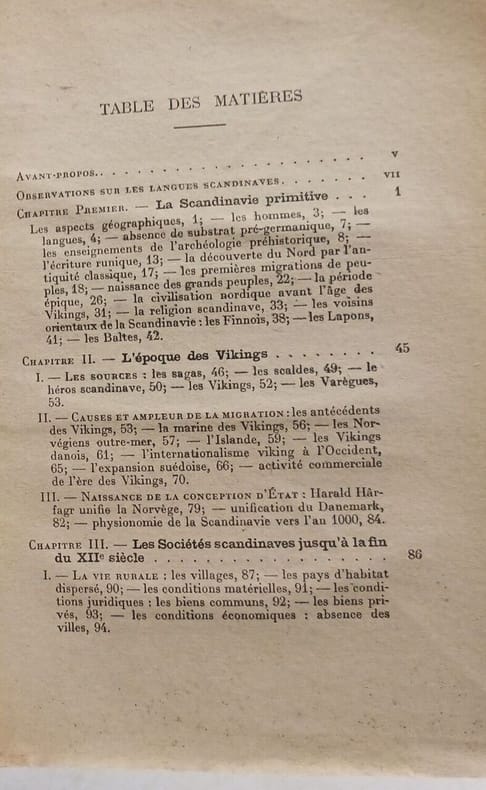 TABLE DES MATIÈRES
AVANT-PROPOS. . . . . . . . . . . . . . . . . . V
OBSERVATIONS SUR LES LANGUES SCANDINAVES. . . . . . . VII
CHAPITRE PREMIER. — La Scandinavie primitive . . . 1
Les aspects géographiques, 1; — les hommes, 3; — les
langues, 4; — absence de substrat pré-germanique, 7; —
les enseignements de l'archéologie préhistorique, 8; —
l'écriture runique, 13; — la découverte du Nord par l'an-
tiquité classique, 17; — les premières migrations de peu-
ples, 18; — naissance des grands peuples, 22; — la période
épique, 26; — la civilisation nordique avant l'âge des
Vikings, 31; — la religion scandinave, 33; — les voisins
orientaux de la Scandinavie : les Finnois, 38; — les Lapons,
41; — les Baltes, 42.
CHAPITRE II. — L'époque des Vikings . . . . . . . . 45
I. — LES SOURCES : les sagas, 46; — les scaldes, 49; — le
héros scandinave, 50; — les Vikings, 52; — les Varègues,
53.
II. — CAUSES ET AMPLEUR DE LA MIGRATION : les antécédents
des Vikings, 53; — la marine des Vikings, 56; — les Nor-
végiens outre-mer, 57; — l'Islande, 59; — les Vikings
danois, 61; — l'internationalisme viking à l'Occident,
65; — l'expansion suédoise, 66; — activité commerciale
de l'ère des Vikings, 70.
III. — NAISSANCE DE LA CONCEPTION D'ÉTAT : Harald Hår-
fagr unifie la Norvège, 79; — unification du Danemark,
82; — physionomie de la Scandinavie vers l'an 1000, 84.
CHAPITRE III. — Les Sociétés scandinaves jusqu'à la fin
du XIIe siècle . . . . . . . . . . . . . . . 86
I. — LA VIE RURALE : les villages, 87; — les pays d'habitat
dispersé, 90; — les conditions matérielles, 91; — les condi-
tions juridiques : les biens communs, 92; — les biens pri-
vés, 93; — les conditions économiques : absence des
villes, 94.